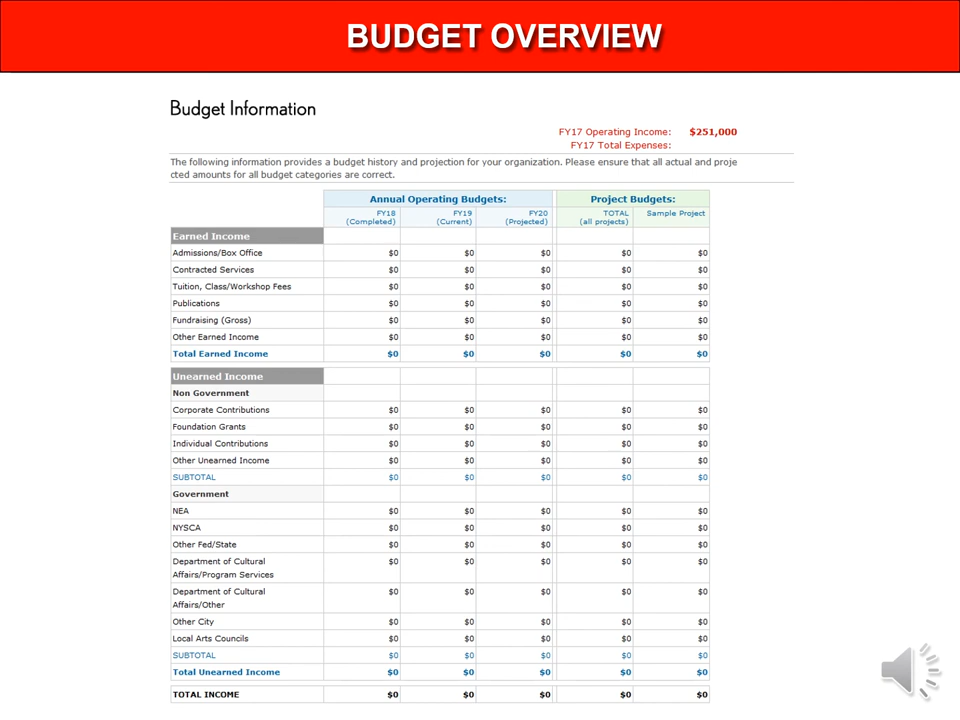 BUDGET OVERVIEW
Budget Information
FY17 Operating Income: $251,000
FY17 Total Expenses:
The following information provides a budget history and projection for your organization. Please ensure that all actual and proje
cted amounts for all budget categories are correct.
Annual Operating Budgets: Project Budgets:
FY18 FY19 FY20 TOTAL Sample Project
(Completed) (Current) (Projected) (all projects)
Earned Income
Admissions/Box Office $0 $0 $0 $0 $0
Contracted Services $0 $0 $0 $0 $0
Tuition, Class/Workshop Fees $0 $0 $0 $0 $0
Publications $0 $0 $0 $0 $0
Fundraising (Gross) $0 $0 $0 $0 $0
Other Earned Income $0 $0 $0 $0 $0
Total Earned Income $0 $0 $0 $0 $0
Unearned Income
Non Government
Corporate Contributions $0 $0 $0 $0 $0
Foundation Grants $0 $0 $0 $0 $0
Individual Contributions $0 $0 $0 $0 $0
Other Unearned Income $0 $0 $0 $0 $0
SUBTOTAL $0 $0 $0 $0 $0
Government
NEA $0 $0 $0 $0 $0
NYSCA $0 $0 $0 $0 $0
Other Fed/State $0 $0 $0 $0 $0
Department of Cultural $0 $0 $0 $0 $0
Affairs/Program Services
Department of Cultural $0 $0 $0 $0 $0
Affairs/Other
Other City $0 $0 $0 $0 $0
Local Arts Councils $0 $0 $0 $0 $0
SUBTOTAL $0 $0 $0 $0 $0
Total Unearned Income $0 $0 $0 $0 $0
TOTAL INCOME $0 $0 $0 $0 $0